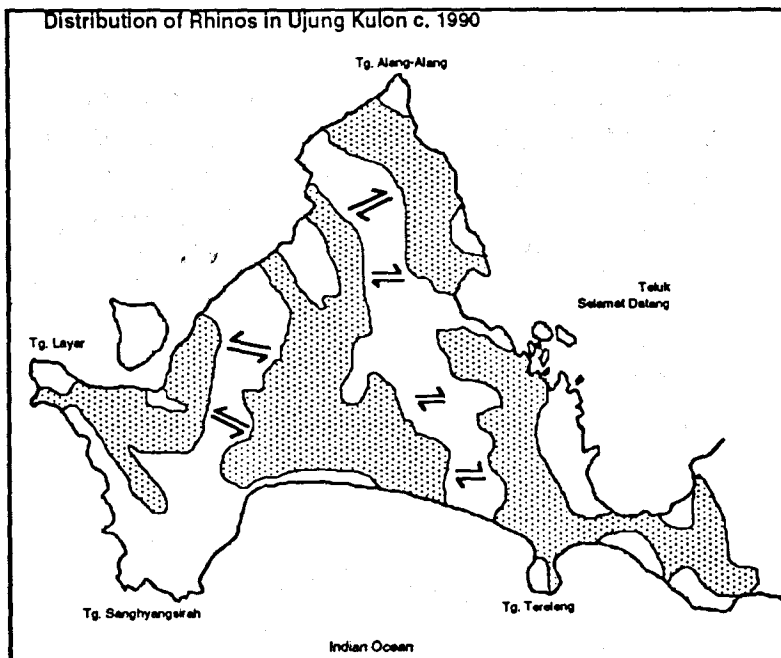 Distribution of Rhinos in Ujung Kulon c. 1990
Tg. Alang-Alang
Teluk
Selamat Datang
Tg. Layar
Tg. Sanghyangsirah
Tg. Tereleng
Indian Ocean